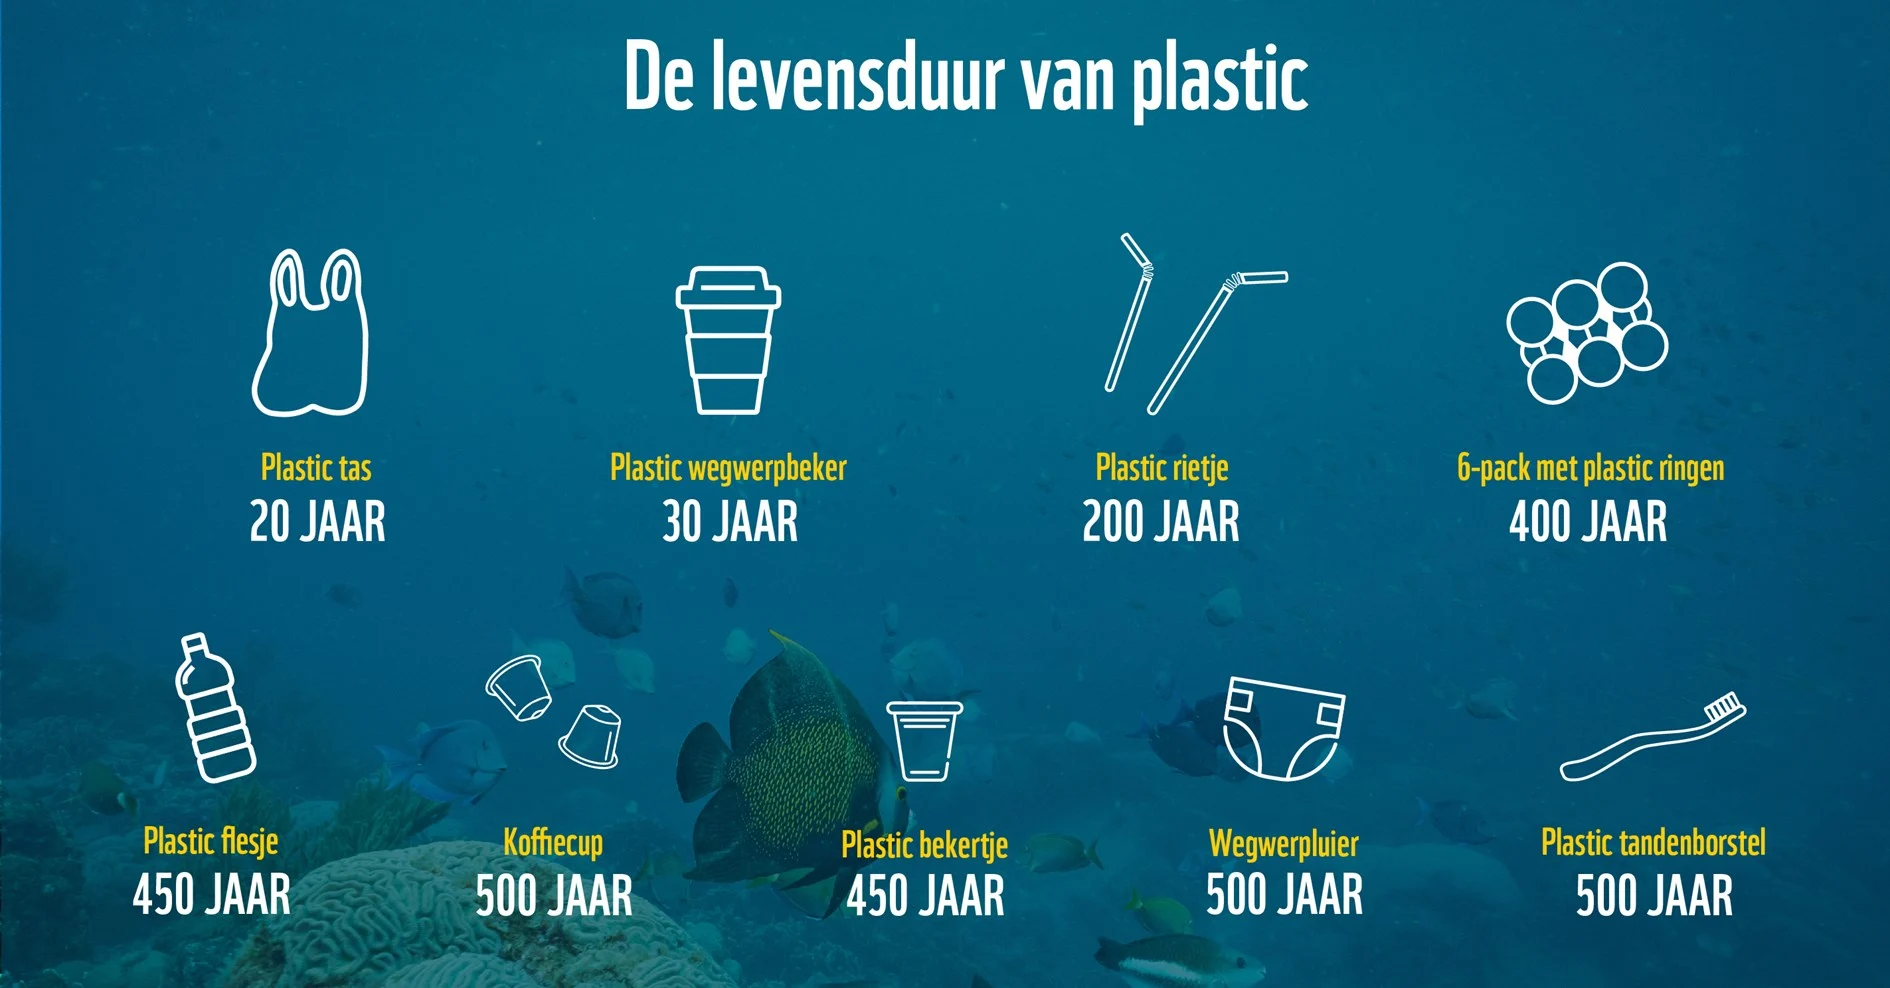 De levensduur van plastic
Plastic tas
20 JAAR
Plastic wegwerpbeker
30 JAAR
Plastic rietje
200 JAAR
6-pack met plastic ringen
400 JAAR
Plastic flesje
450 JAAR
Koffiecup
500 JAAR
Plastic bekertje
450 JAAR
Wegwerpluier
500 JAAR
Plastic tandenborstel
500 JAAR